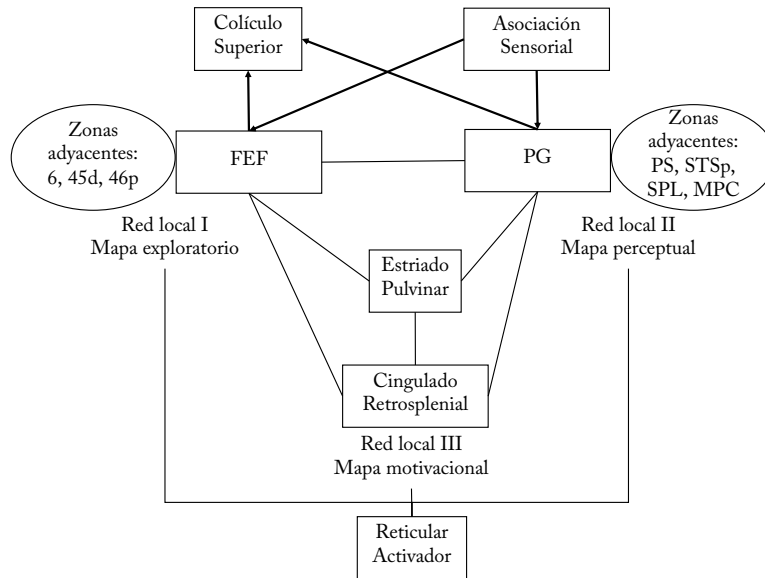 Colículo
Superior
Asociación
Sensorial
Zonas
adyacentes:
6, 45d, 46p
FEF
PG
Zonas
adyacentes:
PS, STSp,
SPL, MPC
Red local I
Mapa exploratorio
Red local II
Mapa perceptual
Estriado
Pulvinar
Cingulado
Retrosplenial
Red local III
Mapa motivacional
Reticular
Activador